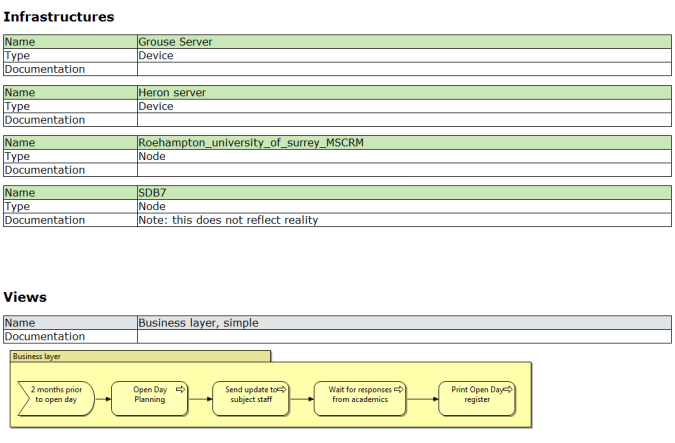 Infrastructures
Name Grouse Server
Type Device
Documentation
Name Heron server
Type Device
Documentation
Name Roehampton_university_of_surrey_MSCRM
Type Node
Documentation
Name SDB7
Type Node
Documentation Note: this does not reflect reality
Views
Name Business layer, simple
Documentation
Business layer
2 months prior
to open day
Open Day
Planning
Send update to
subject staff
Wait for responses
from academics
Print Open Day
register